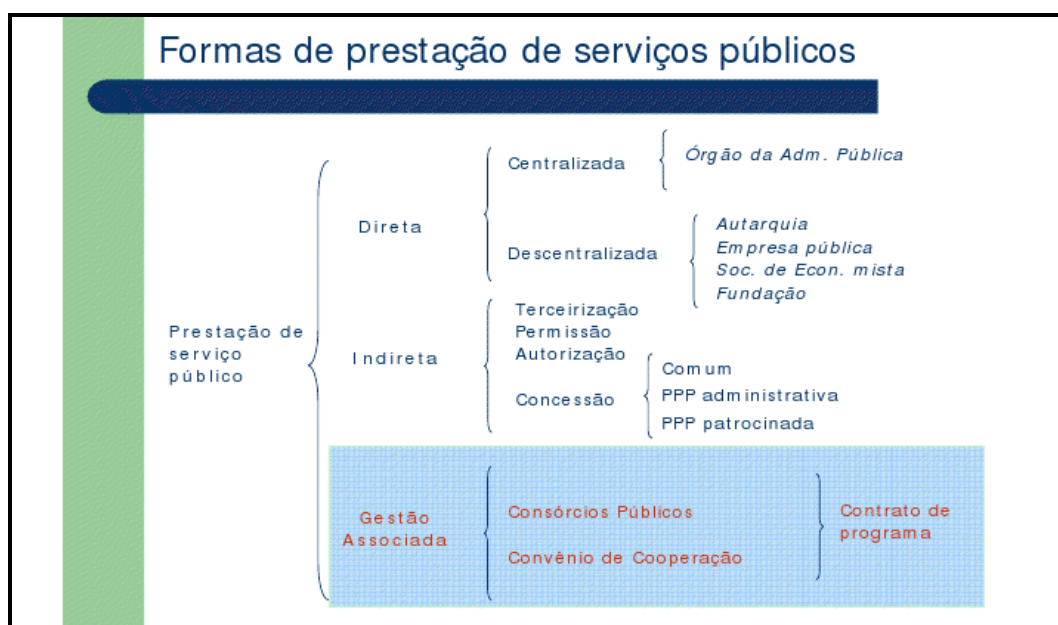 Formas de prestação de serviços públicos
Prestação de
serviço
público
Direta
Centralizada
Órgão da Adm. Pública
Descentralizada
Autarquia
Empresa pública
Soc. de Econ. mista
Fundação
Indireta
Terceirização
Permissão
Autorização
Concessão
Comum
PPP administrativa
PPP patrocinada
Gestão
Associada
Consórcios Públicos
Convênio de Cooperação
Contrato de
programa